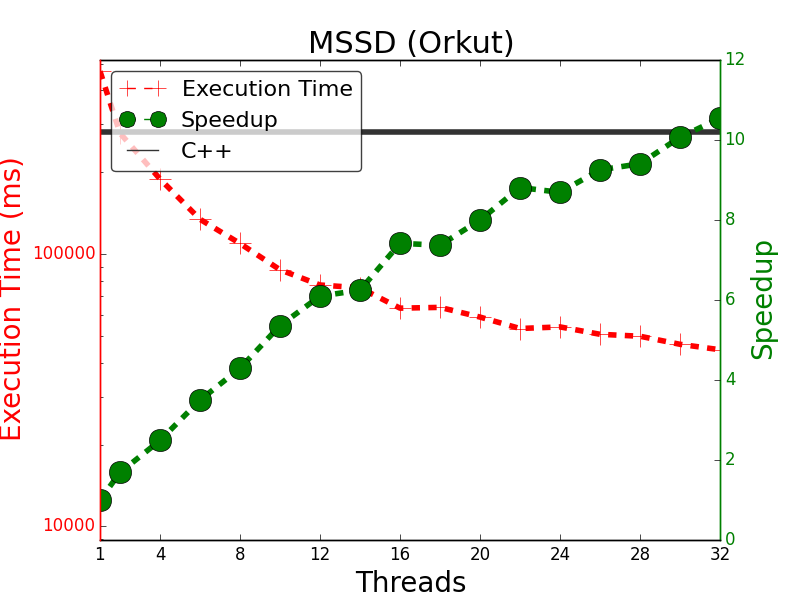 MSSD (Orkut)
Execution Time
Speedup
C++
Execution Time (ms)
100000
10000
12
10
8
6
4
2
0
Speedup
1 4 8 12 16 20 24 28 32
Threads